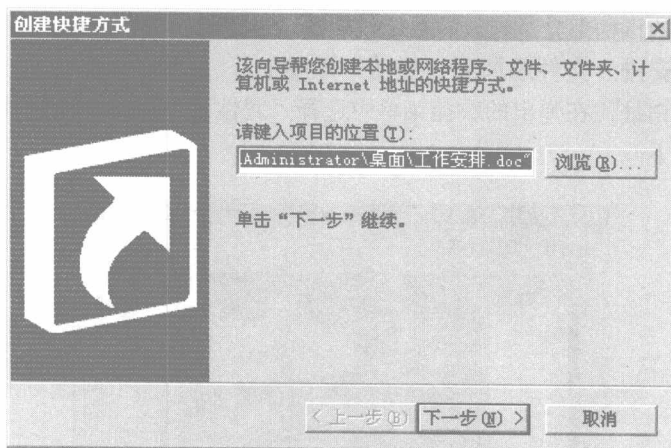 创建快捷方式
该向导帮您创建本地或网络程序、文件、文件夹、计
算机或 Internet 地址的快捷方式。
请键入项目的位置(T):
Administrator\桌面\工作安排.doc"
浏览(R)...
单击“下一步”继续。
< 上一步(B)
下一步(N) >
取消